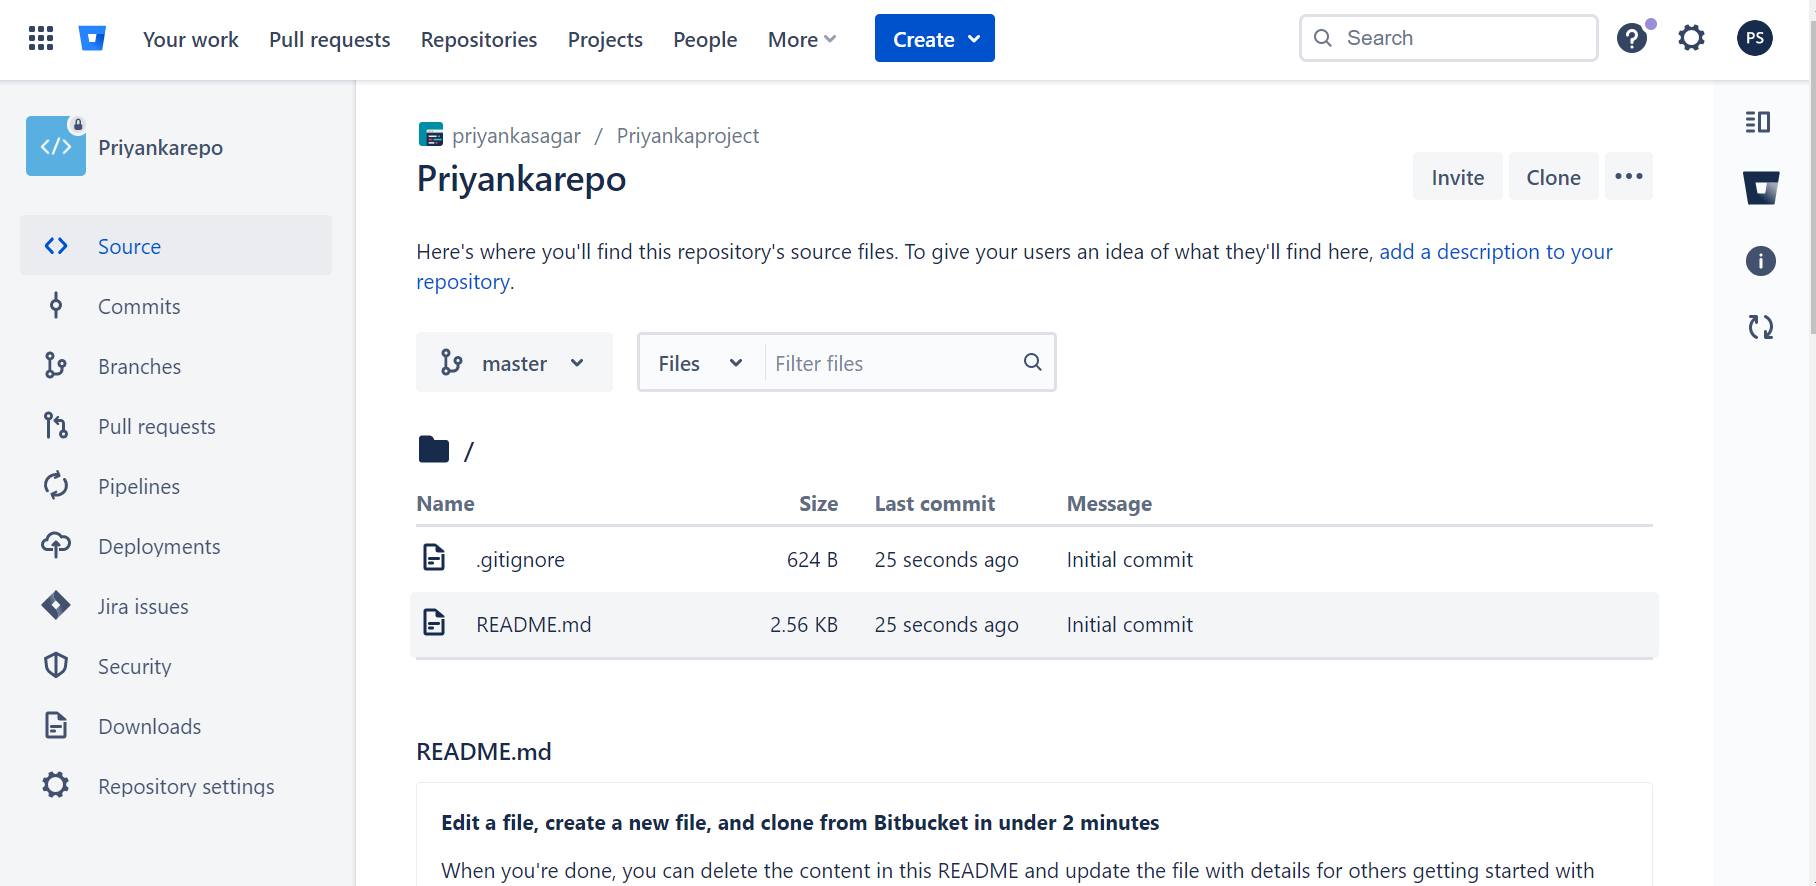 Your work Pull requests Repositories Projects People More Create Search PS
Priyankarepo
Source
Commits
Branches
Pull requests
Pipelines
Deployments
Jira issues
Security
Downloads
Repository settings
priyankasagar / Priyankaproject
Priyankarepo
Invite Clone
Here's where you'll find this repository's source files. To give your users an idea of what they'll find here, add a description to your
repository.
master Files Filter files
/
Name Size Last commit Message
.gitignore 624 B 25 seconds ago Initial commit
README.md 2.56 KB 25 seconds ago Initial commit
README.md
Edit a file, create a new file, and clone from Bitbucket in under 2 minutes
When you're done, you can delete the content in this README and update the file with details for others getting started with